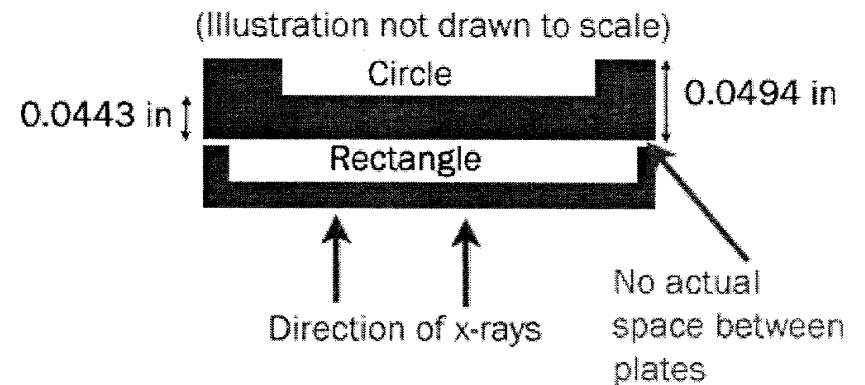 (Illustration not drawn to scale)
Circle
0.0443 in
0.0494 in
Rectangle
Direction of x-rays
No actual
space between
plates